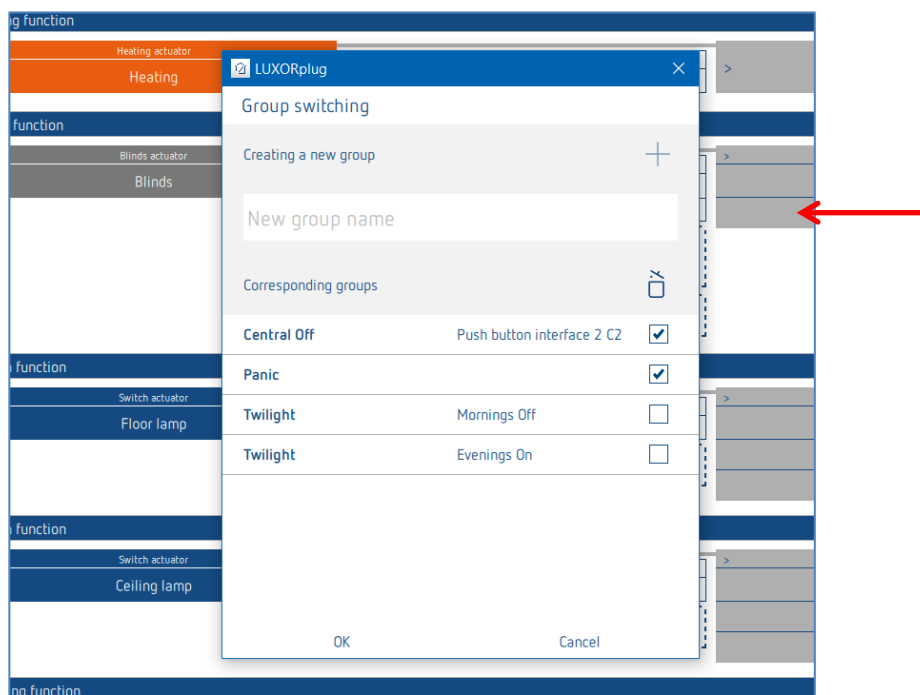 ng function
Heating actuator
Heating
>
function
Blinds actuator
Blinds
>
LUXORplug
Group switching
Creating a new group
New group name
Corresponding groups
Central Off Push button interface 2 C2
Panic
Twilight Mornings Off
Twilight Evenings On
OK Cancel
function
Switch actuator
Floor lamp
>
function
Switch actuator
Ceiling lamp
>
ng function